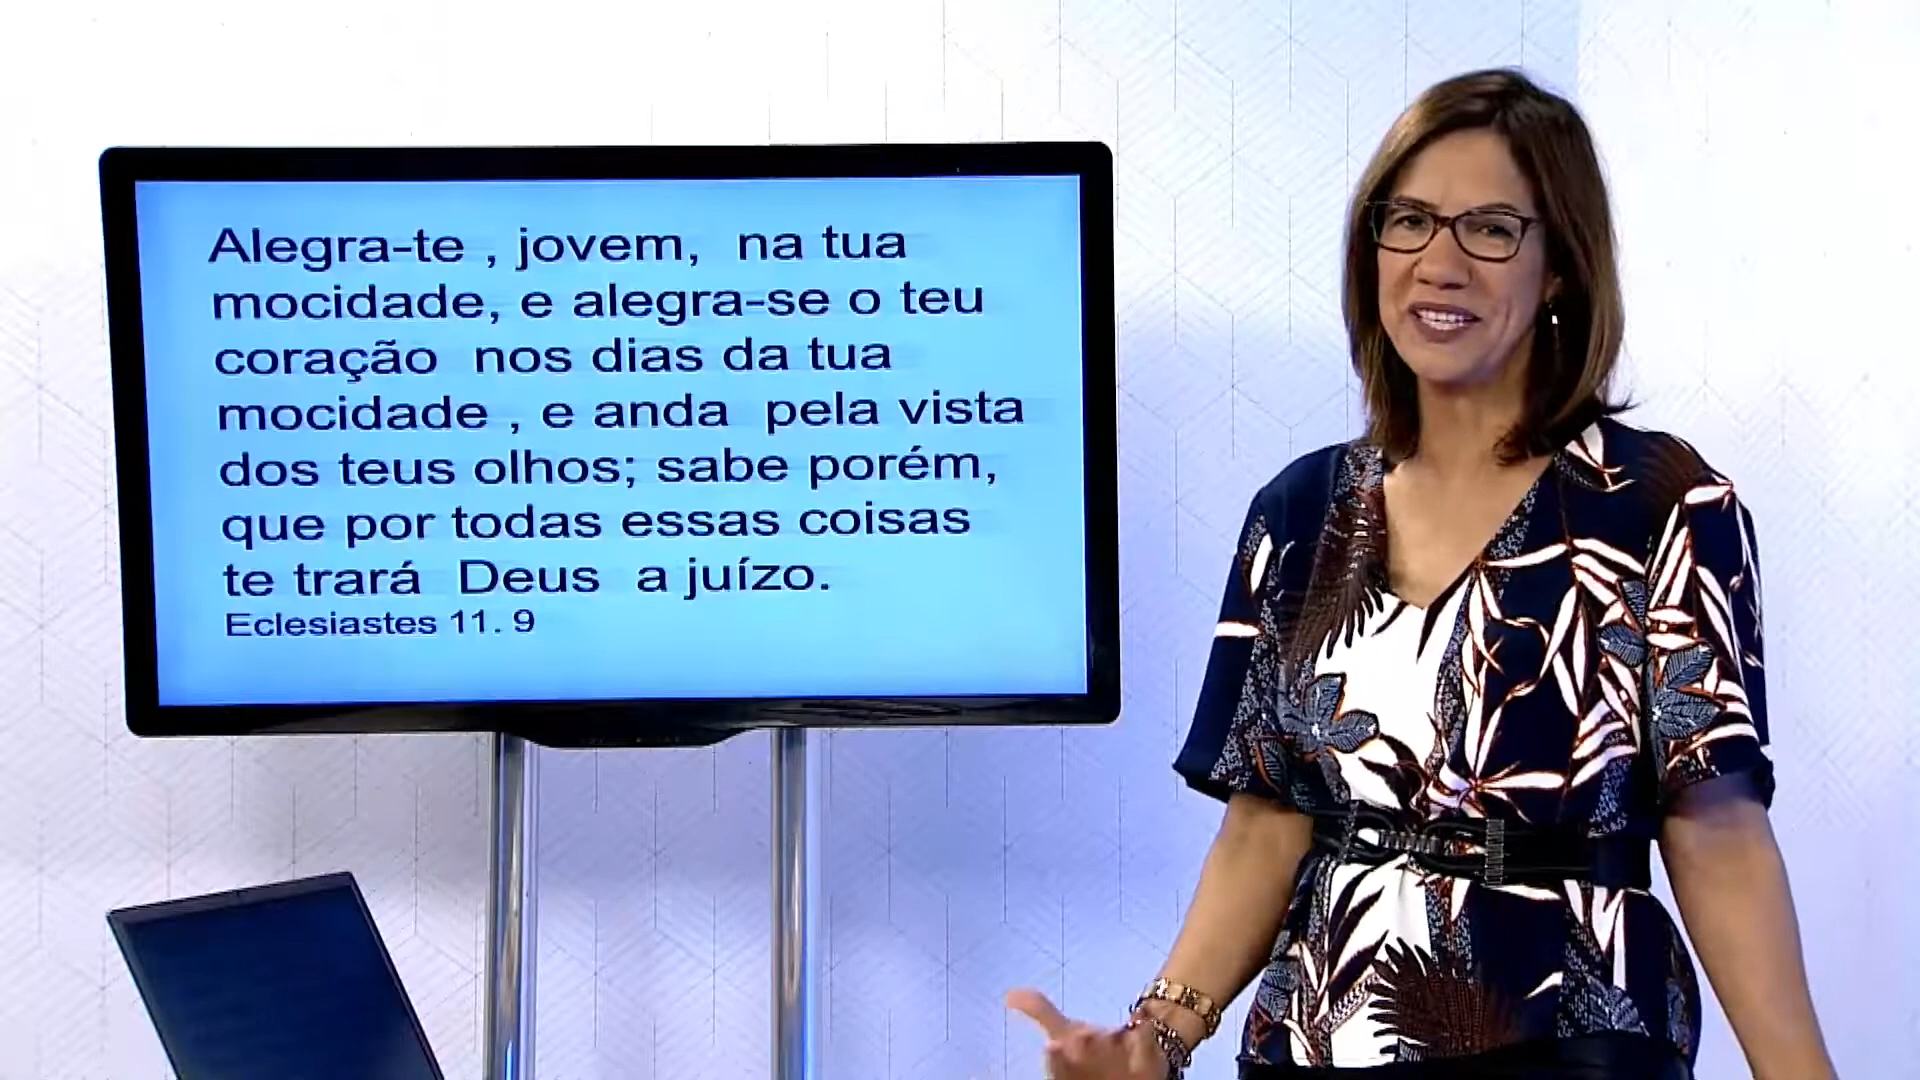 Alegra-te , jovem, na tua
mocidade, e alegra-se o teu
coração nos dias da tua
mocidade , e anda pela vista
dos teus olhos; sabe porém,
que por todas essas coisas
te trará Deus a juízo.
Eclesiastes 11. 9